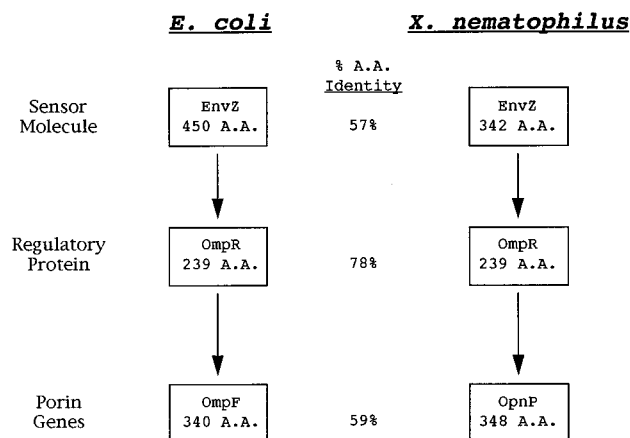 E. coli
X. nematophilus
% A.A.
Identity
Sensor
Molecule
EnvZ
450 A.A.
57%
EnvZ
342 A.A.
Regulatory
Protein
OmpR
239 A.A.
78%
OmpR
239 A.A.
Porin
Genes
OmpF
340 A.A.
59%
OpnP
348 A.A.